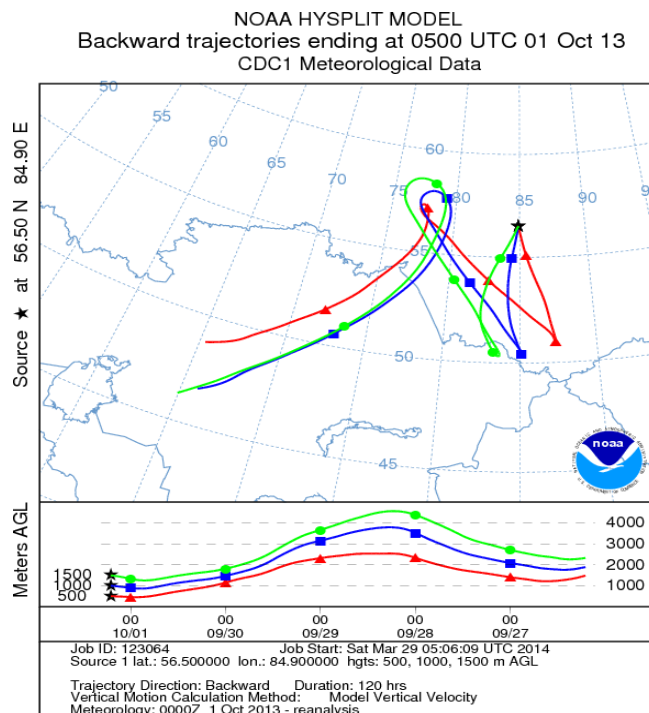 NOAA HYSPLIT MODEL
Backward trajectories ending at 0500 UTC 01 Oct 13
CDC1 Meteorological Data
Source ★ at 56.50 N 84.90 E
50
55
60
65
70
75
80
85
90
60
55
50
45
noaa
Meters AGL
1500
1000
500
4000
3000
2000
1000
00 00 00 00 00
10/01 09/30 09/29 09/28 09/27
Job ID: 123064 Job Start: Sat Mar 29 05:06:09 UTC 2014
Source 1 lat.: 56.500000 lon.: 84.900000 hgts: 500, 1000, 1500 m AGL
Trajectory Direction: Backward Duration: 120 hrs
Vertical Motion Calculation Method: Model Vertical Velocity
Meteorology: 0000Z 1 Oct 2013 - reanalysis